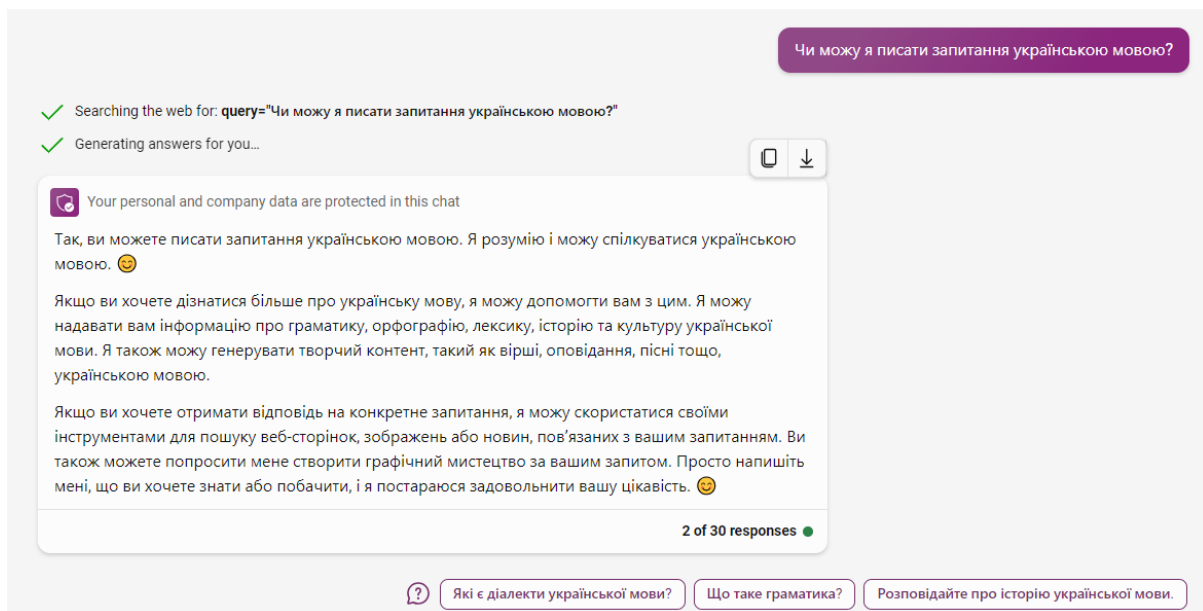 Чи можу я писати запитання українською мовою?
Searching the web for: query="Чи можу я писати запитання українською мовою?"
Generating answers for you...
Your personal and company data are protected in this chat
Так, ви можете писати запитання українською мовою. Я розумію і можу спілкуватися українською
мовою. 😊
Якщо ви хочете дізнатися більше про українську мову, я можу допомогти вам з цим. Я можу
надавати вам інформацію про граматику, орфографію, лексику, історію та культуру української
мови. Я також можу генерувати творчий контент, такий як вірші, оповідання, пісні тощо,
українською мовою.
Якщо ви хочете отримати відповідь на конкретне запитання, я можу скористатися своїми
інструментами для пошуку веб-сторінок, зображень або новин, пов’язаних з вашим запитанням. Ви
також можете попросити мене створити графічний мистецтво за вашим запитом. Просто напишіть
мені, що ви хочете знати або побачити, і я постараюся задовольнити вашу цікавість. 😊
2 of 30 responses
Які є діалекти української мови?
Що таке граматика?
Розповідайте про історію української мови.